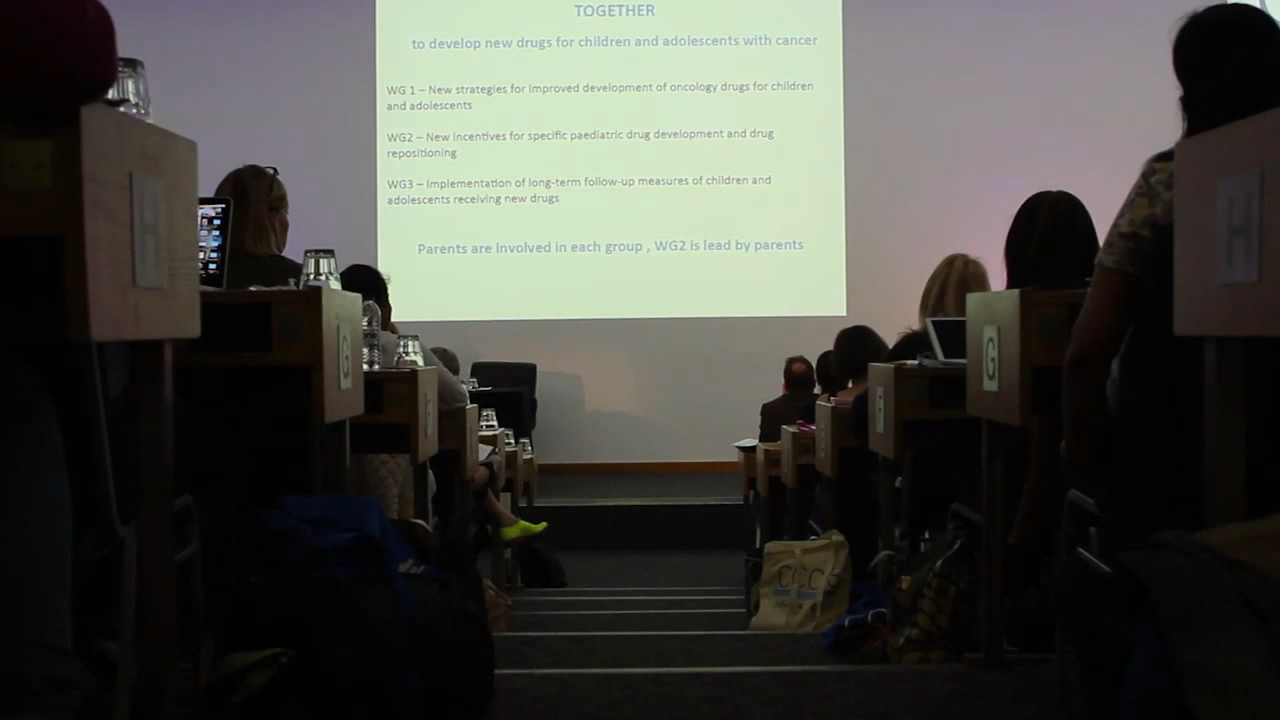 TOGETHER
to develop new drugs for children and adolescents with cancer
WG 1 – New strategies for Improved development of oncology drugs for children
and adolescents
WG2 – New incentives for specific paediatric drug development and drug
repositioning
WG3 – Implementation of long-term follow-up measures of children and
adolescents receiving new drugs
Parents are involved in each group , WG2 is lead by parents
H
H
G
G